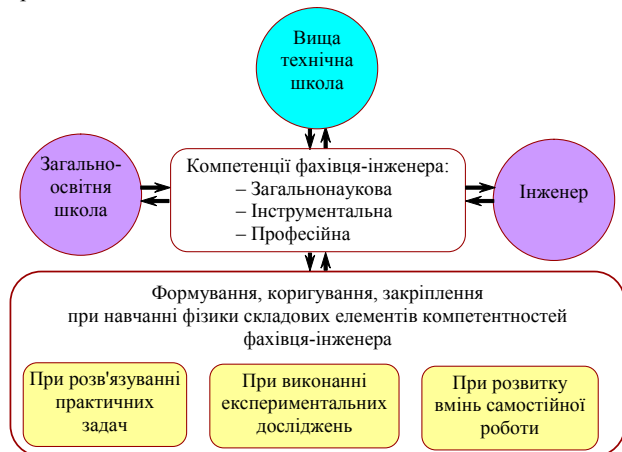 Вища
технічна
школа
Загально-
освітня
школа
Компетенції фахівця-інженера:
– Загальнонаукова
– Інструментальна
– Професійна
Інженер
Формування, коригування, закріплення
при навчанні фізики складових елементів компетентностей
фахівця-інженера
При розв'язуванні
практичних
задач
При виконанні
експериментальних
досліджень
При розвитку
вмінь самостійної
роботи